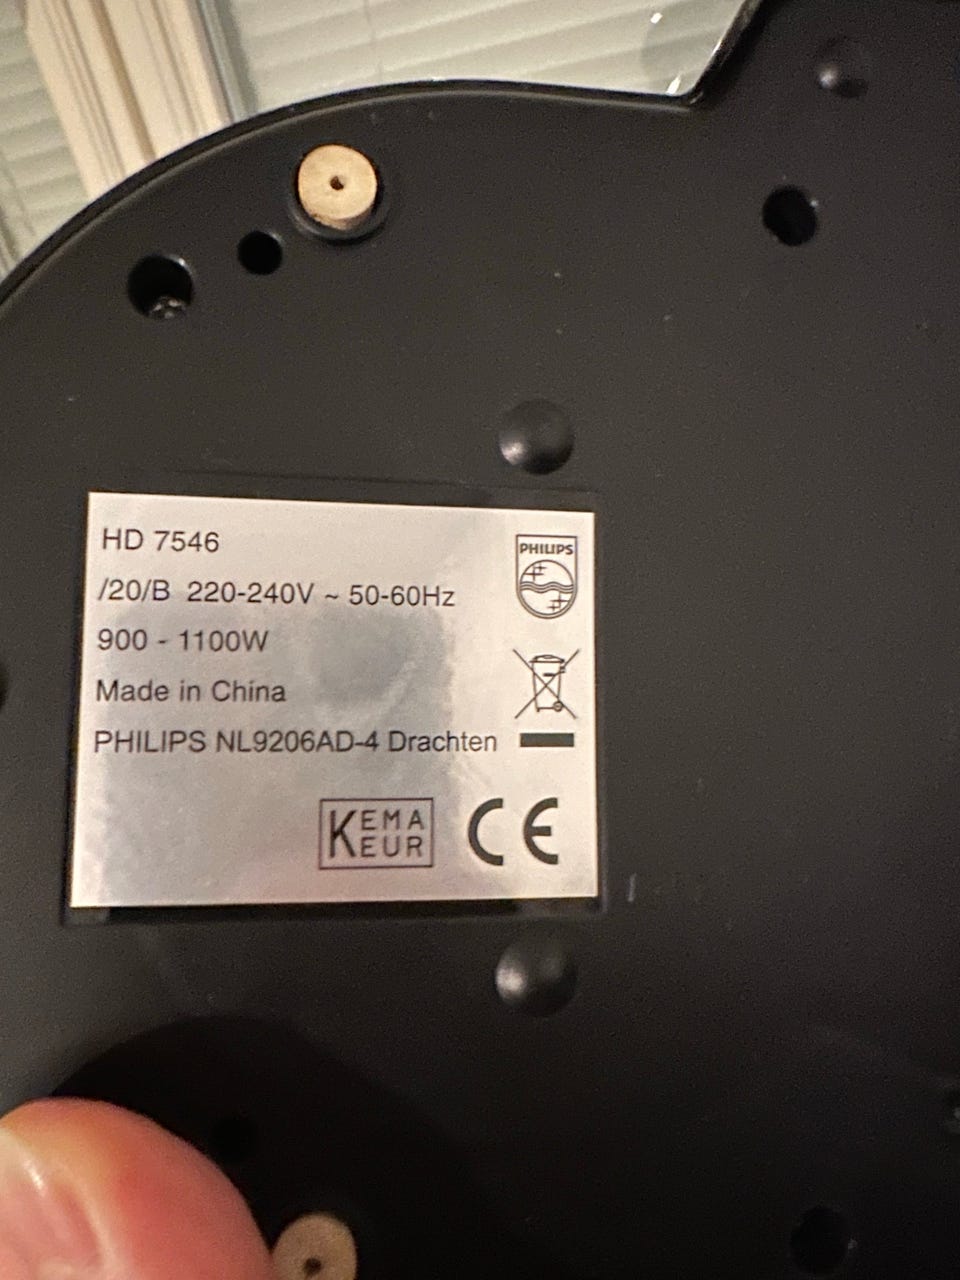 HD 7546
/20/B 220-240V ~ 50-60Hz
900 - 1100W
Made in China
PHILIPS NL9206AD-4 Drachten
PHILIPS
KEMA
KEUR
CE